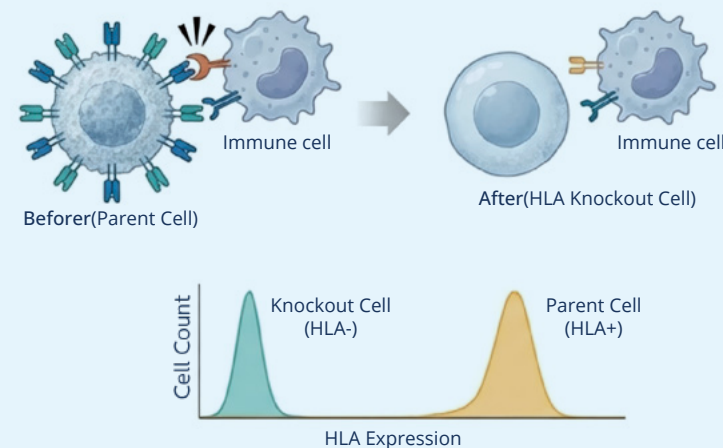 Immune cell
Immune cell
Beforer(Parent Cell)
After(HLA Knockout Cell)
Cell Count
Knockout Cell
(HLA-)
Parent Cell
(HLA+)
HLA Expression